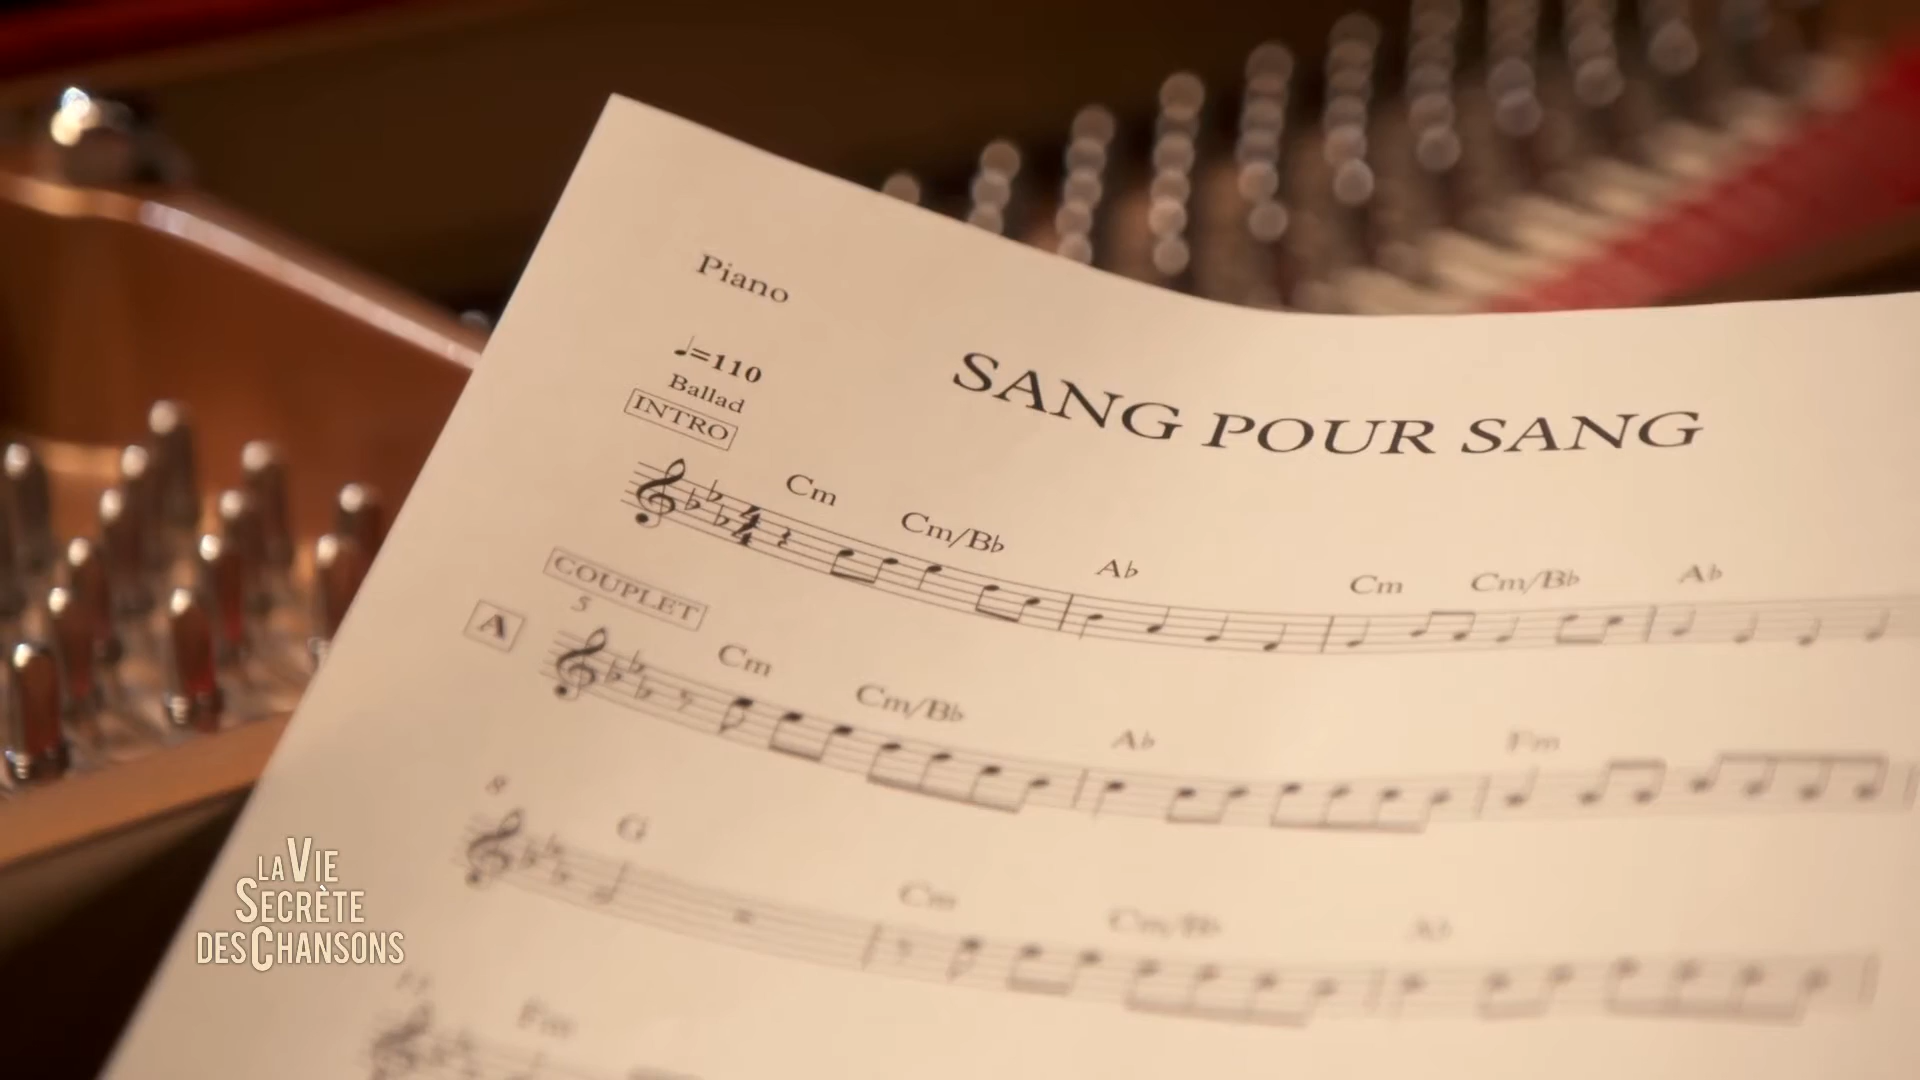 Piano
♩=110
Ballad
SANG POUR SANG
INTRO
Cm Cm/B♭ A♭ Cm Cm/B♭ A♭
COUPLET
A
5
Cm Cm/B♭ A♭ Fm
8
G Cm Cm/B♭ A♭
11
Fm
LA VIE
SECRÈTE
DES CHANSONS